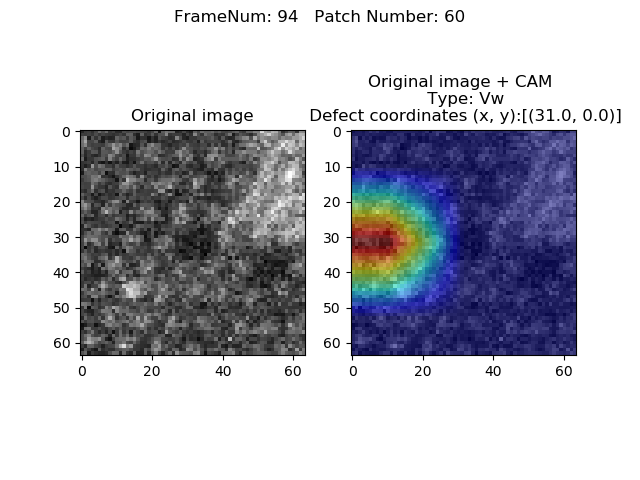 FrameNum: 94   Patch Number: 60
Original image
0
10
20
30
40
50
60
0 20 40 60
Original image + CAM
Type: Vw
Defect coordinates (x, y):[(31.0, 0.0)]
0
10
20
30
40
50
60
0 20 40 60